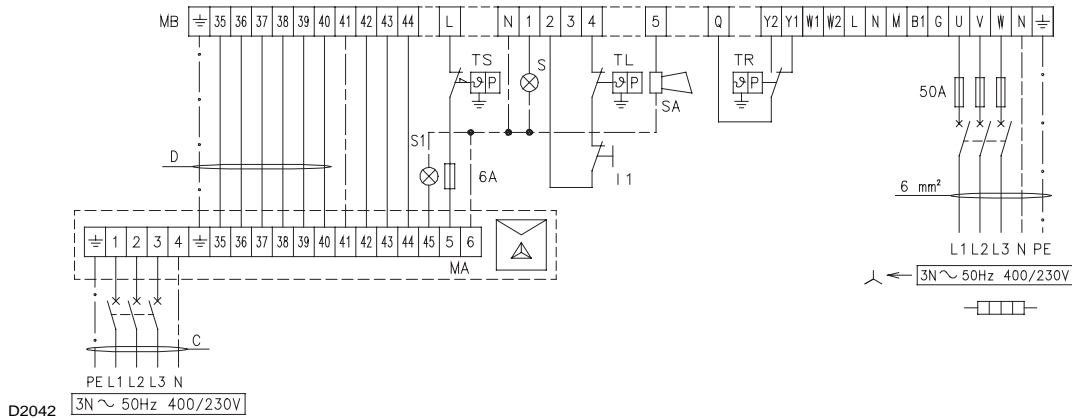 MB ⏚ 35 36 37 38 39 40 41 42 43 44 L N 1 2 3 4 5 Q Y2 Y1 W1 W2 L N M B1 G U V W N ⏚
TS S TL TR
ϑ P ϑ P ϑ P
50A
SA
S1
D 6A I1
6 mm²
⏚ 1 2 3 4 ⏚ 35 36 37 38 39 40 41 42 43 44 45 5 6
L1 L2 L3 N PE
MA
3N ~ 50Hz 400/230V
C
PE L1 L2 L3 N
D2042 3N ~ 50Hz 400/230V